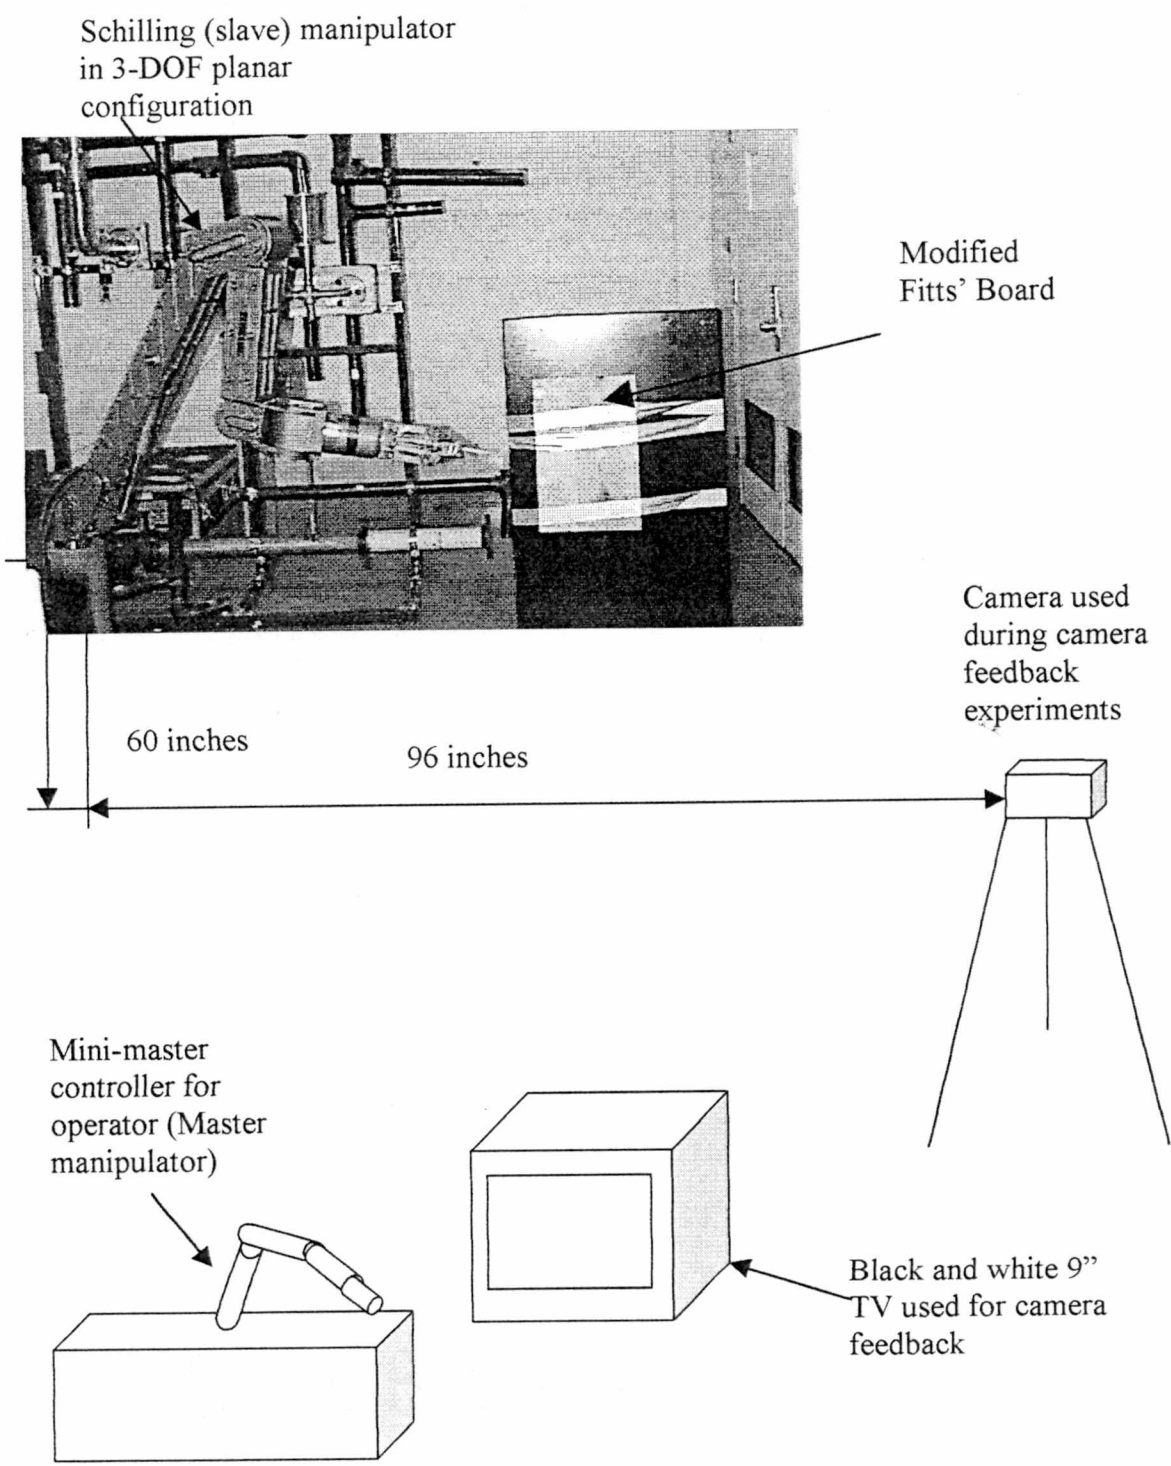 Schilling (slave) manipulator
in 3-DOF planar
configuration
Modified
Fitts' Board
Camera used
during camera
feedback
experiments
60 inches
96 inches
Mini-master
controller for
operator (Master
manipulator)
Black and white 9”
TV used for camera
feedback